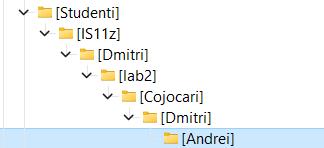 [Studenti]
[IS11z]
[Dmitri]
[lab2]
[Cojocari]
[Dmitri]
[Andrei]